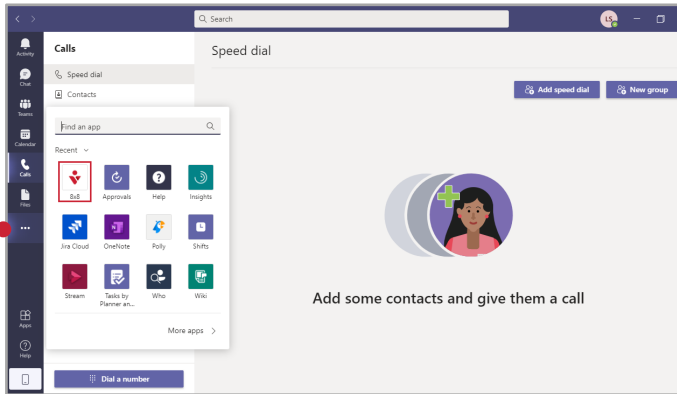 Search
LS
Activity
Chat
Teams
Calendar
Calls
Files
Apps
Help
Calls
Speed dial
Contacts
Find an app
Recent
8x8
Approvals
Help
Insights
Jira Cloud
OneNote
Polly
Shifts
Stream
Tasks by
Planner an...
Who
Wiki
More apps
Dial a number
Speed dial
Add speed dial
New group
Add some contacts and give them a call